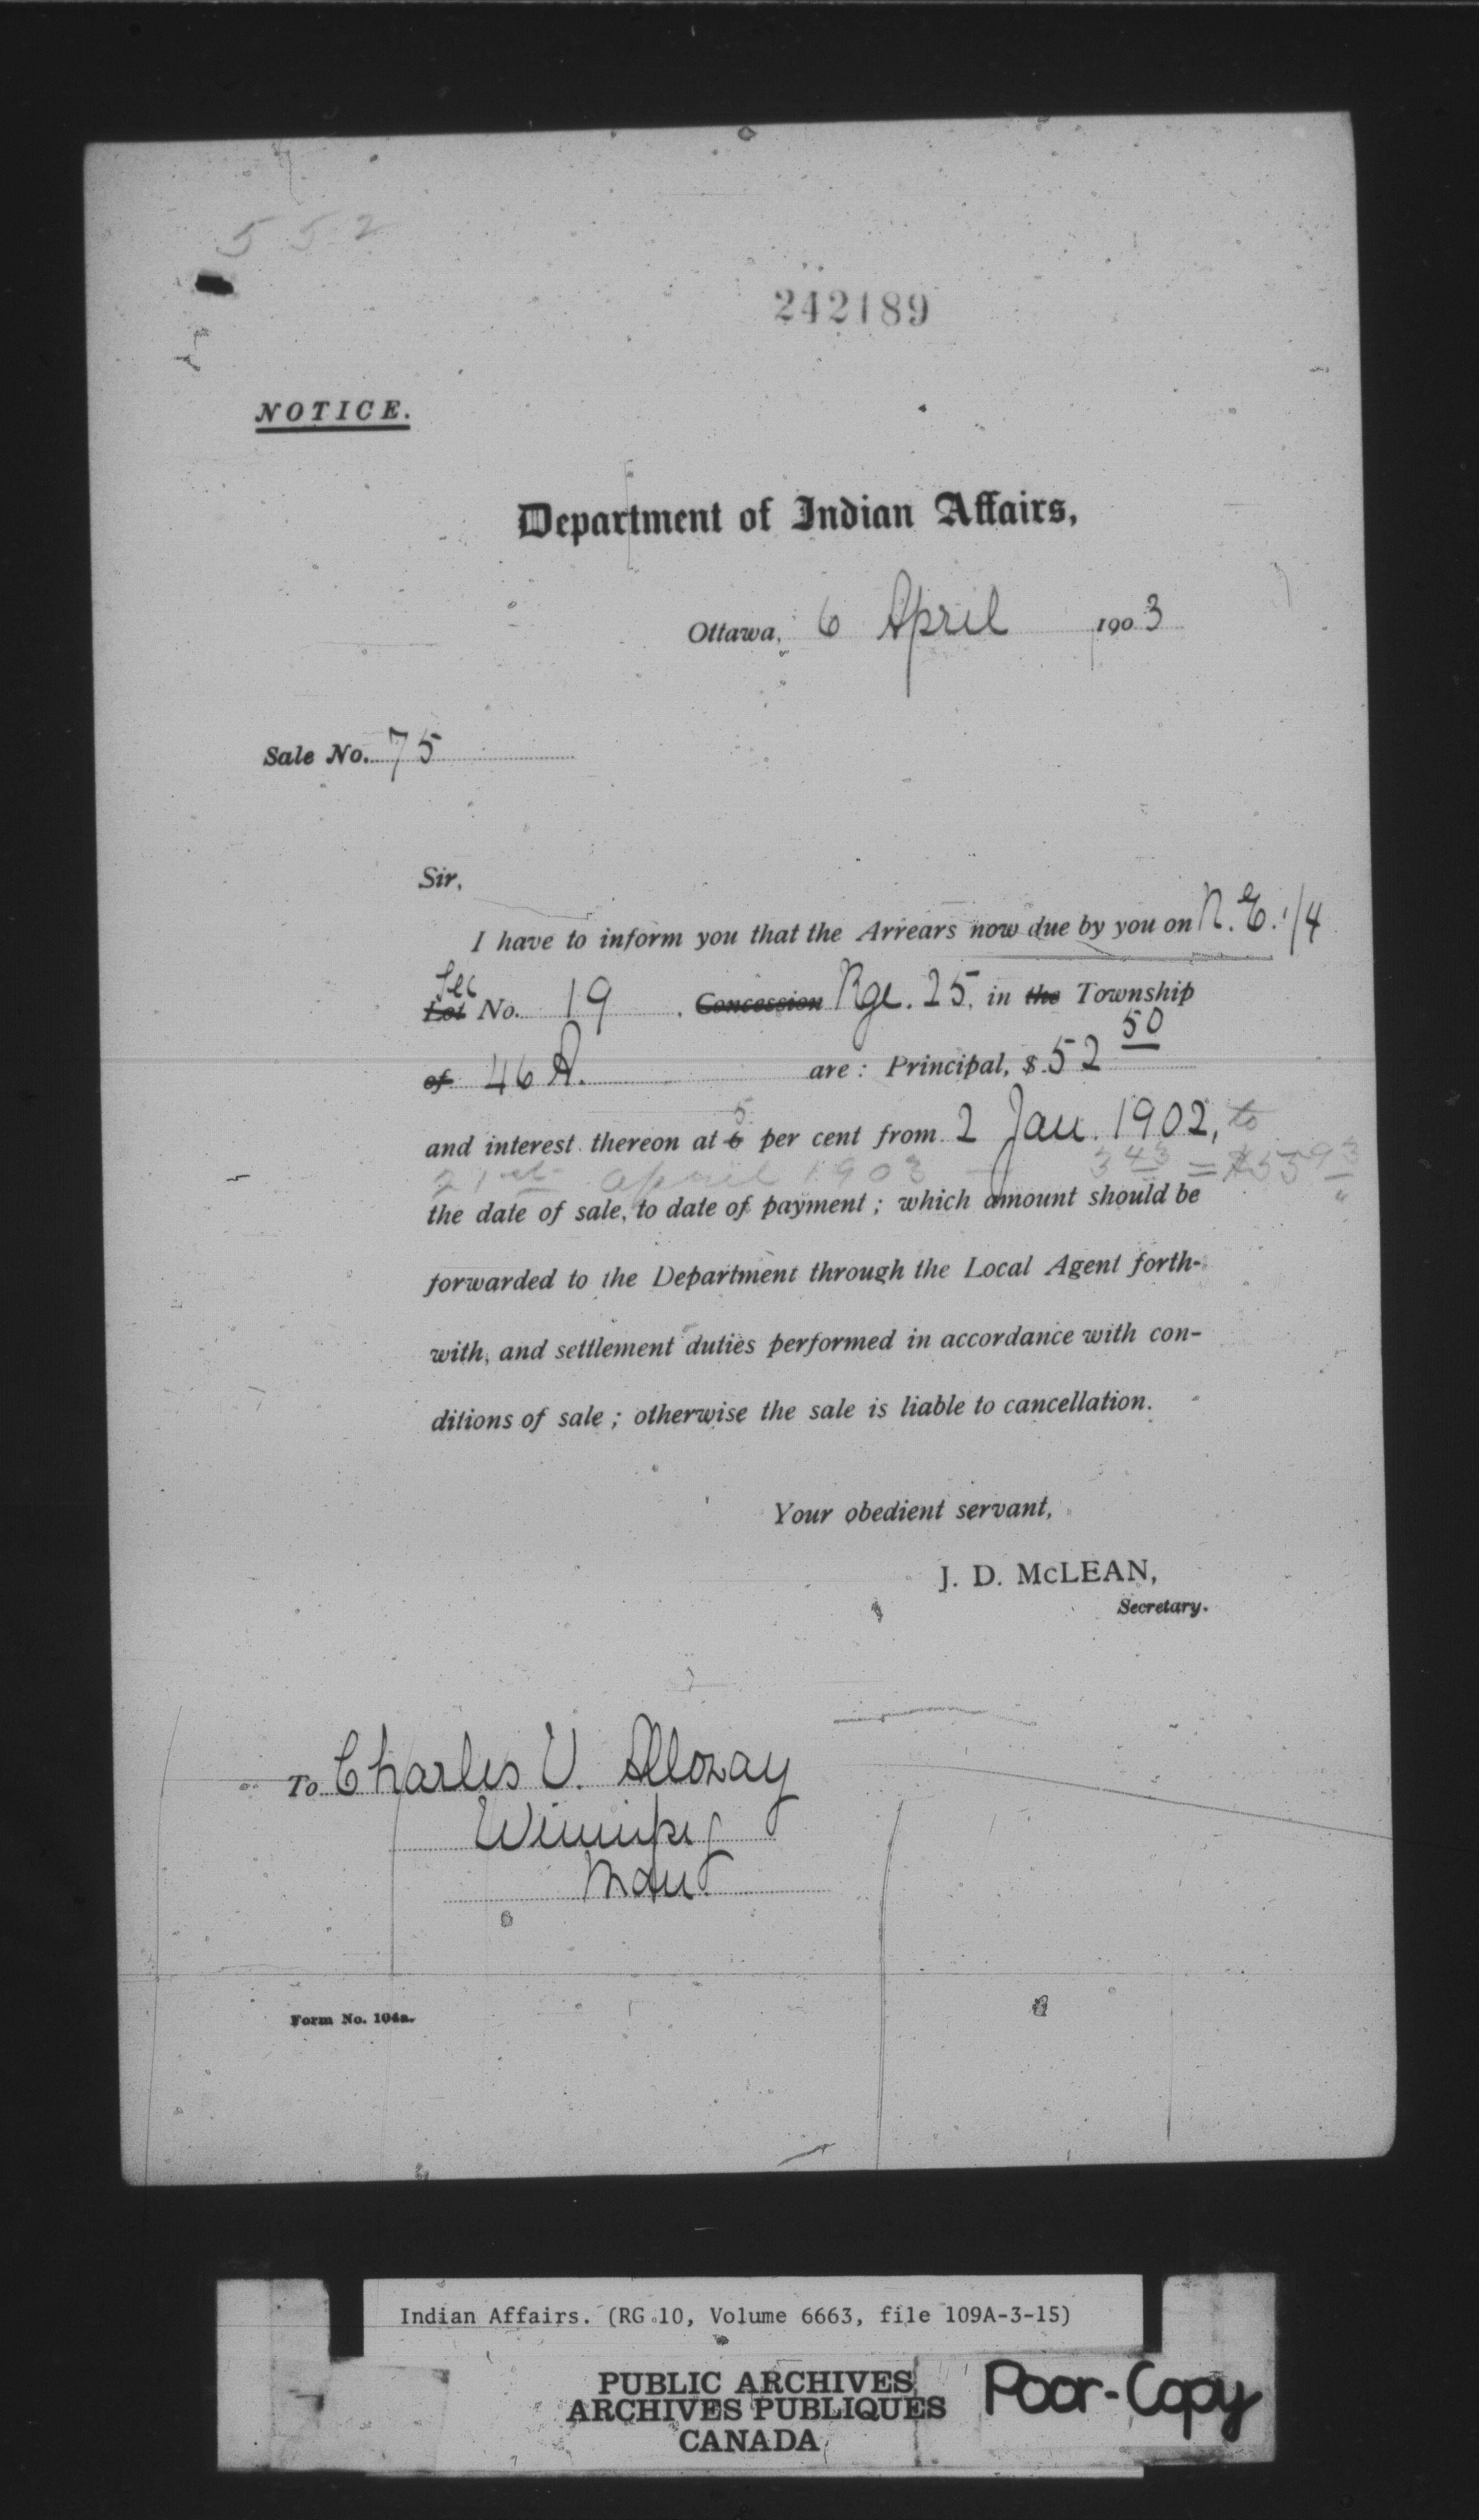 552
242189
NOTICE.
Department of Indian Affairs,
Ottawa, 6 April 1903
Sale No. 75
Sir,
I have to inform you that the Arrears now due by you on N.E. 1/4
Sec
Lot No. 19 . Concession Rge. 25, in the Township
of 46 A. are : Principal, $ 52 50
and interest thereon at 6 5 per cent from 2 Jan. 1902, to
21st april 1903 — 3 43 = $55 93
the date of sale, to date of payment ; which amount should be
forwarded to the Department through the Local Agent forth-
with, and settlement duties performed in accordance with con-
ditions of sale ; otherwise the sale is liable to cancellation.
Your obedient servant,
J. D. McLEAN,
Secretary.
To Charles V. Alloway
Winnipeg
Man.
Form No. 104a.
Indian Affairs. (RG 10, Volume 6663, file 109A-3-15)
PUBLIC ARCHIVES
ARCHIVES PUBLIQUES
CANADA
Poor-Copy